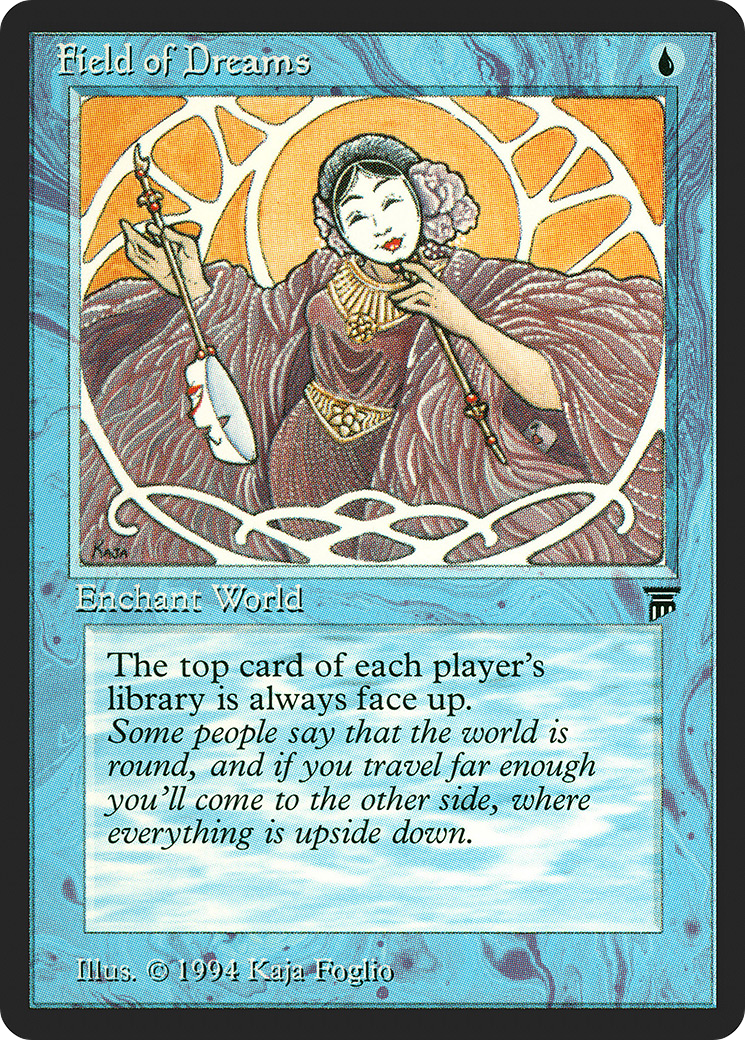 Field of Dreams
KAJA
Enchant World
The top card of each player's
library is always face up.
Some people say that the world is
round, and if you travel far enough
you'll come to the other side, where
everything is upside down.
Illus. © 1994 Kaja Foglio